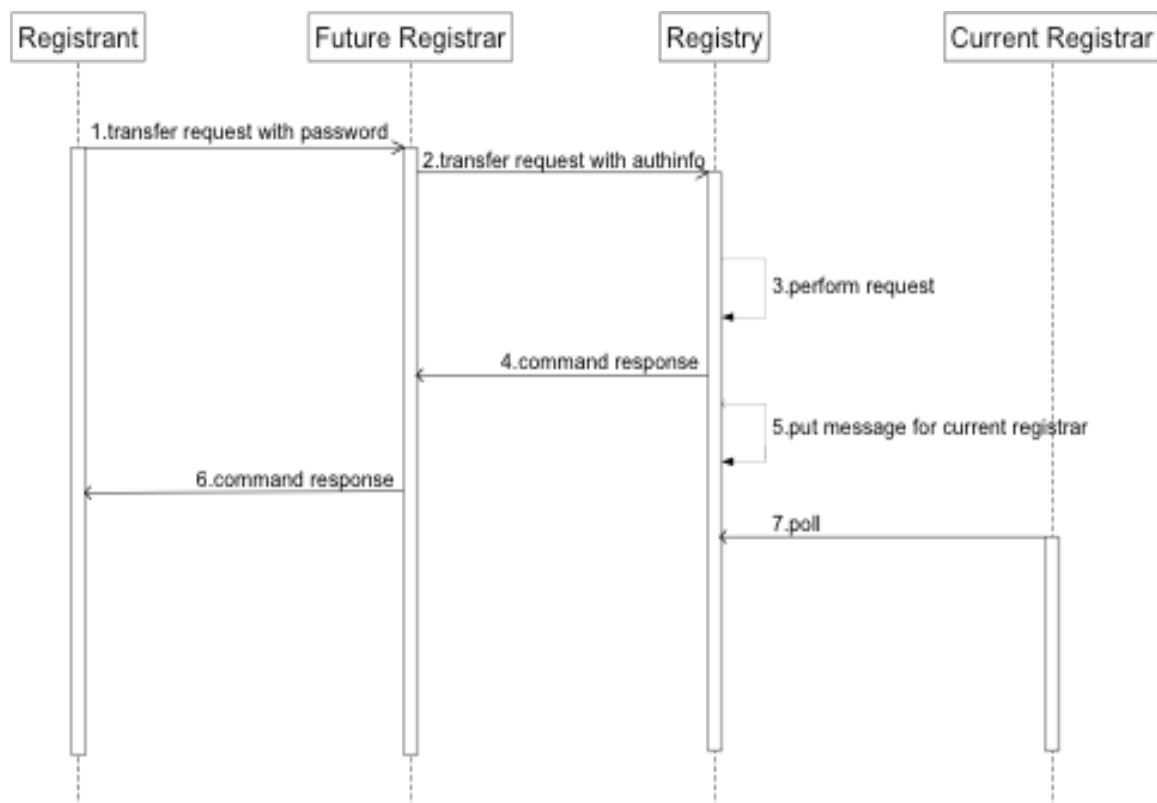 Registrant
Future Registrar
Registry
Current Registrar
1.transfer request with password
2.transfer request with authinfo
3.perform request
4.command response
5.put message for current registrar
6.command response
7.poll